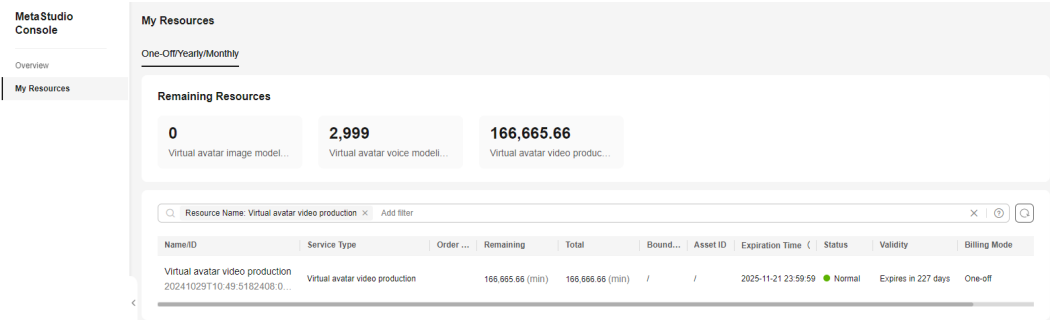 MetaStudio
Console
Overview
My Resources
My Resources
One-Off/Yearly/Monthly
Remaining Resources
0
Virtual avatar image model...
2,999
Virtual avatar voice modeli...
166,665.66
Virtual avatar video produc...
Resource Name: Virtual avatar video production × Add filter
Name/ID Service Type Order ... Remaining Total Bound... Asset ID Expiration Time Status Validity Billing Mode
Virtual avatar video production
20241029T10:49:5182408:0...
Virtual avatar video production 166,665.66 (min) 166,666.66 (min) / / 2025-11-21 23:59:59 Normal Expires in 227 days One-off